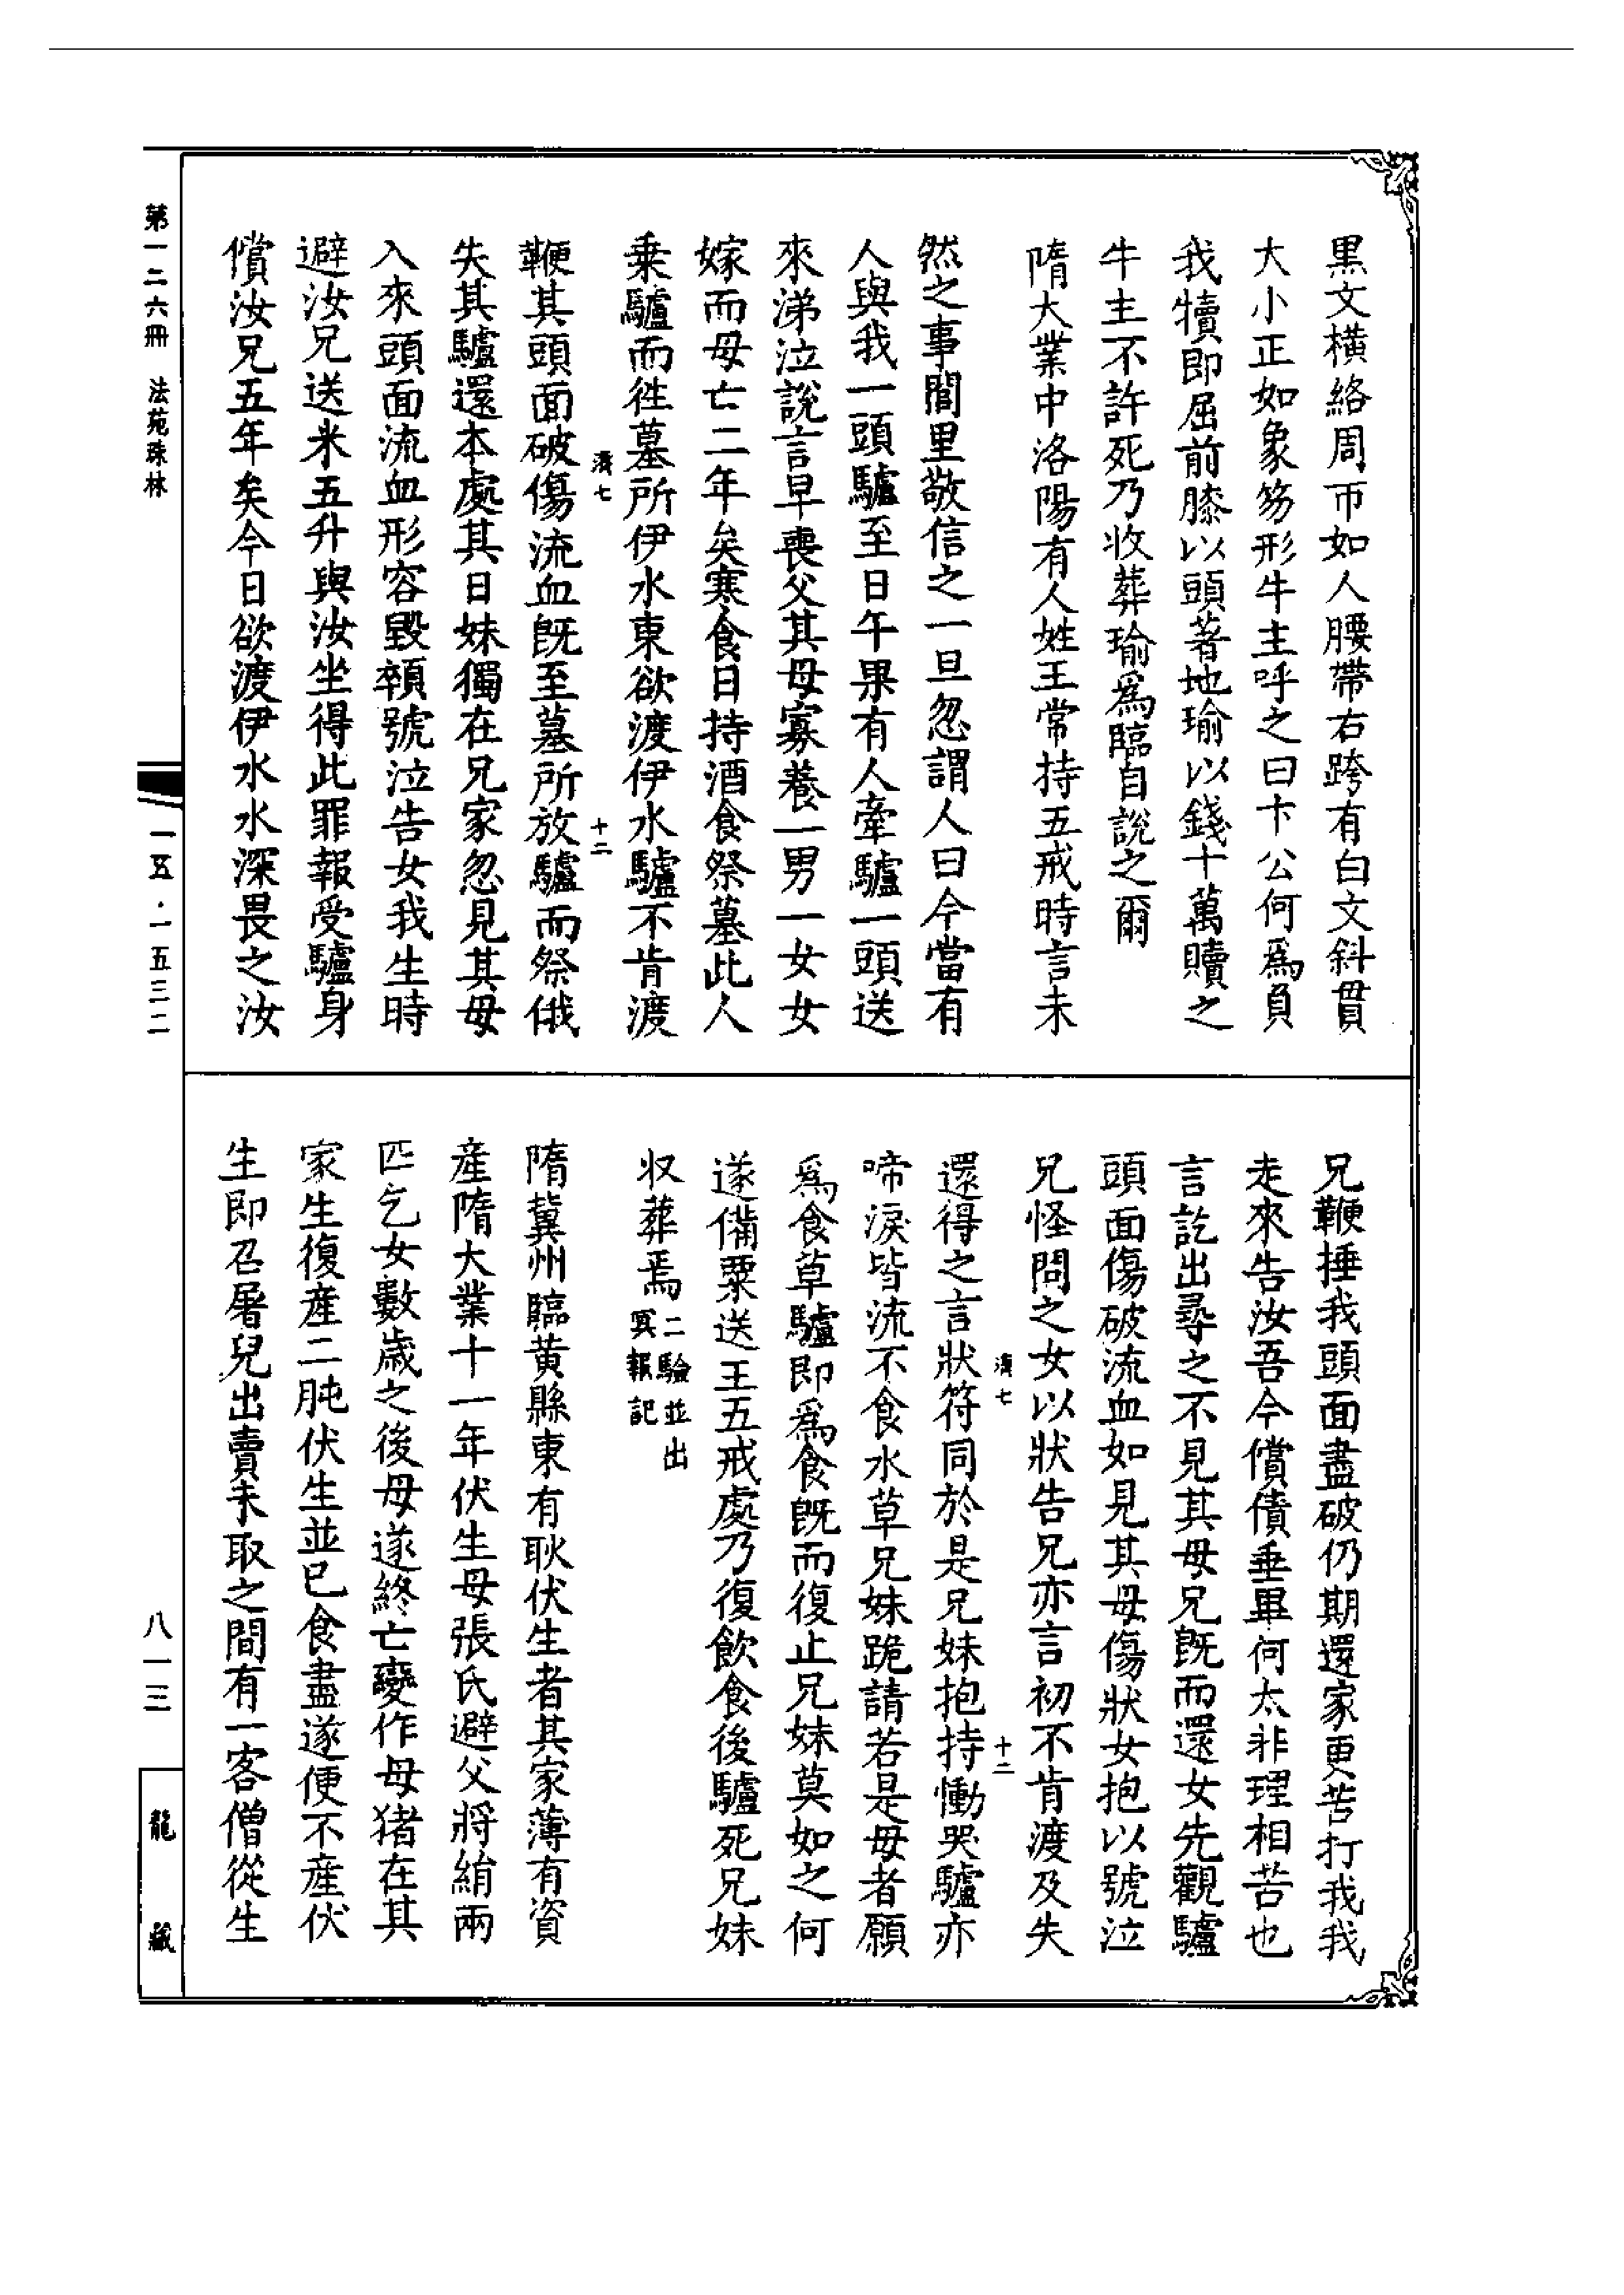 黒文橫絡周帀如人腰帶右跨有白文斜貫
大小正如象笏形牛主呼之曰卞公何爲負
我犢即屈前膝以頭著地瑜以錢十萬贖之
牛主不許死乃收葬瑜爲臨自說之爾
隋大業中洛陽有人姓王常持五戒時言未
然之事閭里敬信之一旦忽謂人曰今當有
人與我一頭驢至日午果有人牽驢一頭送
來涕泣說言早喪父其母寡養一男一女女
嫁而母亡二年矣寒食日持酒食祭墓此人
乗驢而徃墓所伊水東欲渡伊水驢不肯渡
濟七 十二
鞭其頭面破傷流血旣至墓所放驢而祭俄
失其驢還本處其日妹獨在兄家忽見其母
入來頭面流血形容毀顇號泣告女我生時
避汝兄送米五升與汝坐得此罪報受驢身
償汝兄五年矣今日欲渡伊水水深畏之汝
兄鞭捶我頭面盡破仍期還家更苦打我我
走來告汝吾今償債垂畢何太非理相苦也
言訖出尋之不見其母兄旣而還女先觀驢
頭面傷破流血如見其母傷狀女抱以號泣
兄怪問之女以狀告兄亦言初不肯渡及失
濟七 十二
還得之言狀符同於是兄妹抱持慟哭驢亦
啼淚皆流不食水草兄妹跪請若是母者願
爲食草驢即爲食旣而復止兄妹莫如之何
遂備粟送王五戒處乃復飲食後驢死兄妹
収葬焉二驗並出冥報記
隋冀州臨黃縣東有耿伏生者其家薄有資
產隋大業十一年伏生母張氏避父將絹兩
匹乞女數歲之後母遂終亡變作母猪在其
家生復產二肫伏生並已食盡遂便不產伏
生即召屠兒出賣未取之間有一客僧從生
第一二六冊 法苑珠林
一五·一五三二
八一三
龍藏